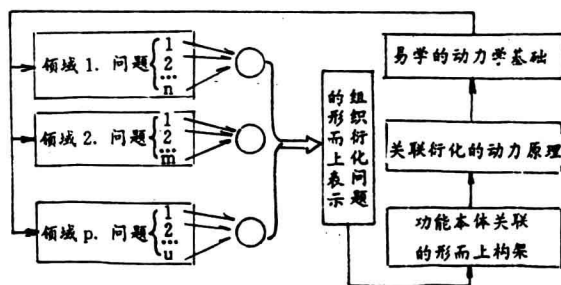 领域 1. 问题 { 1 2 … n
领域 2. 问题 { 1 2 … m
领域 p. 问题 { 1 2 … u
组织衍化问题
的形而上表示
易学的动力学基础
关联衍化的动力原理
功能本体关联
的形而上构架